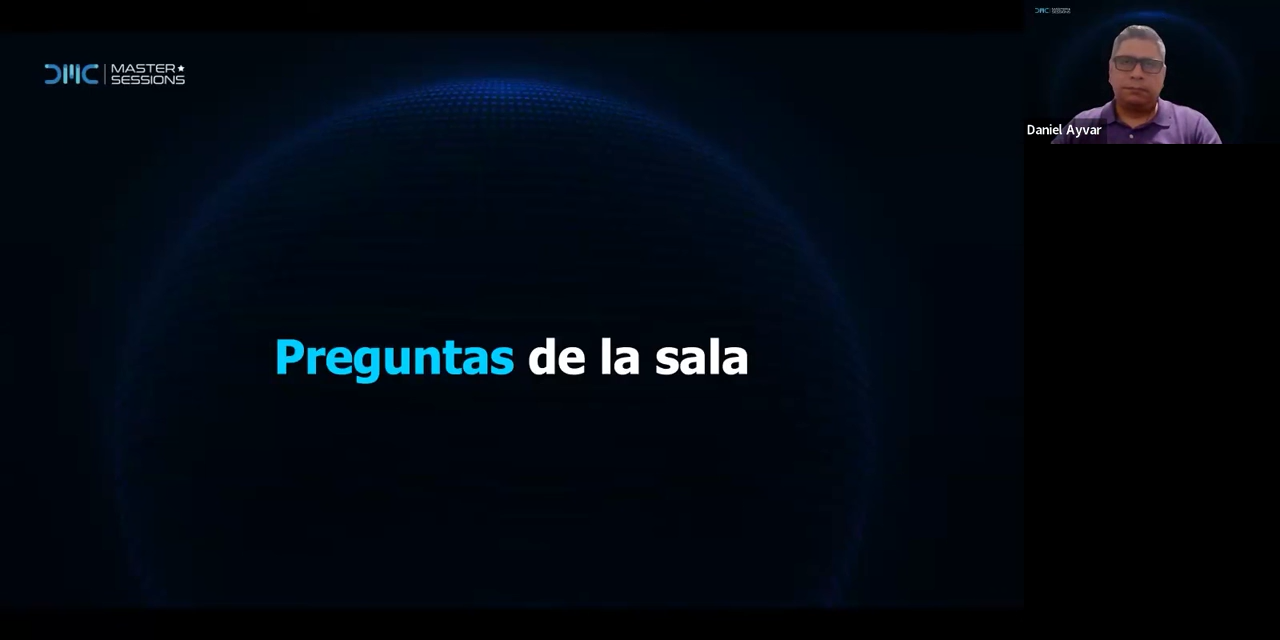 DMC | MASTER
SESSIONS
Preguntas de la sala
Daniel Ayvar